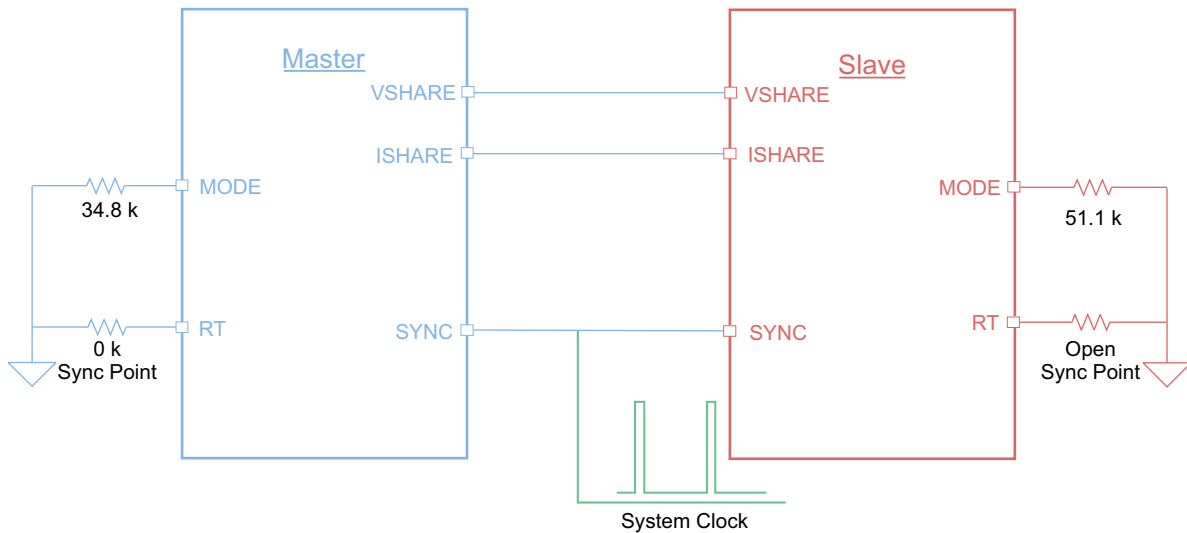 Master
VSHARE
ISHARE
MODE
34.8 k
RT
0 k
Sync Point
SYNC
Slave
VSHARE
ISHARE
MODE
51.1 k
SYNC
RT
Open
Sync Point
System Clock